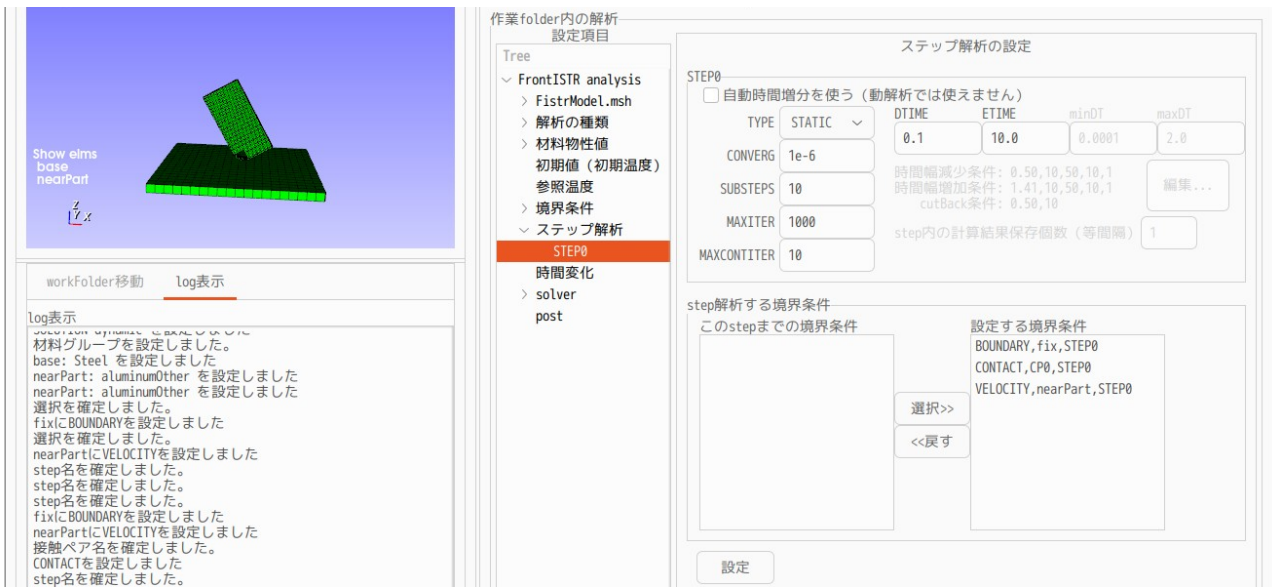 作業folder内の解析
設定項目
Tree
FrontISTR analysis
FistrModel.msh
解析の種類
材料物性値
初期値（初期温度）
参照温度
境界条件
ステップ解析
STEP0
時間変化
solver
post
Show elms
base
nearPart
Z
Y X
workFolder移動 log表示
log表示
SOLUTION dynamic を設定しました
材料グループを設定しました。
base: Steel を設定しました
nearPart: aluminumOther を設定しました
nearPart: aluminumOther を設定しました
選択を確定しました。
fixにBOUNDARYを設定しました
選択を確定しました。
nearPartにVELOCITYを設定しました
step名を確定しました。
step名を確定しました。
step名を確定しました。
fixにBOUNDARYを設定しました
nearPartにVELOCITYを設定しました
接触ペア名を確定しました。
CONTACTを設定しました
step名を確定しました。
ステップ解析の設定
STEP0
自動時間増分を使う（動解析では使えません）
TYPE STATIC
CONVERG 1e-6
SUBSTEPS 10
MAXITER 1000
MAXCONTITER 10
DTIME ETIME minDT maxDT
0.1 10.0 0.0001 2.0
時間幅減少条件: 0.50,10,50,10,1
時間幅増加条件: 1.41,10,50,10,1
cutBack条件: 0.50,10
編集...
step内の計算結果保存個数（等間隔） 1
step解析する境界条件
このstepまでの境界条件
選択>>
<<戻す
設定する境界条件
BOUNDARY,fix,STEP0
CONTACT,CP0,STEP0
VELOCITY,nearPart,STEP0
設定